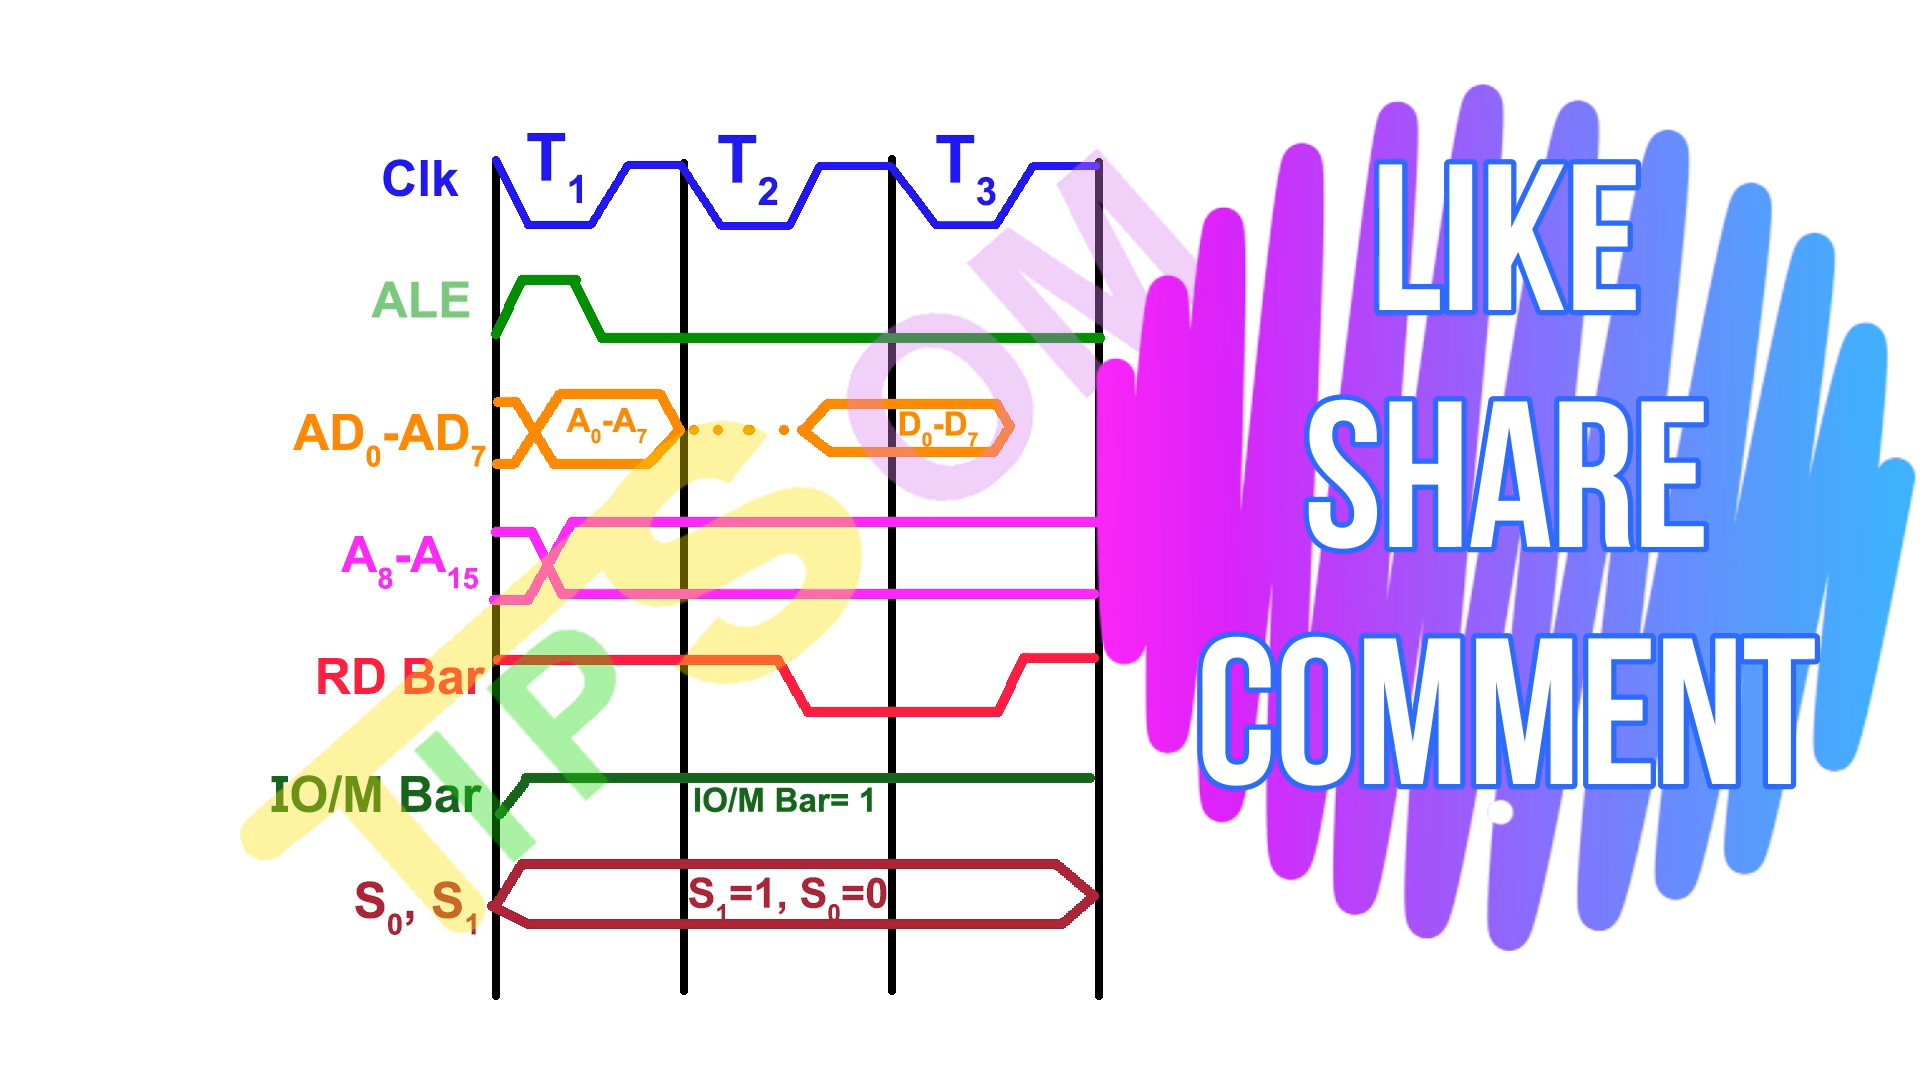 Clk
T1 T2 T3
ALE
AD0-AD7
A0-A7
D0-D7
A8-A15
RD Bar
IO/M Bar
IO/M Bar= 1
S0, S1
S1=1, S0=0
TIPS OM
LIKE
SHARE
COMMENT